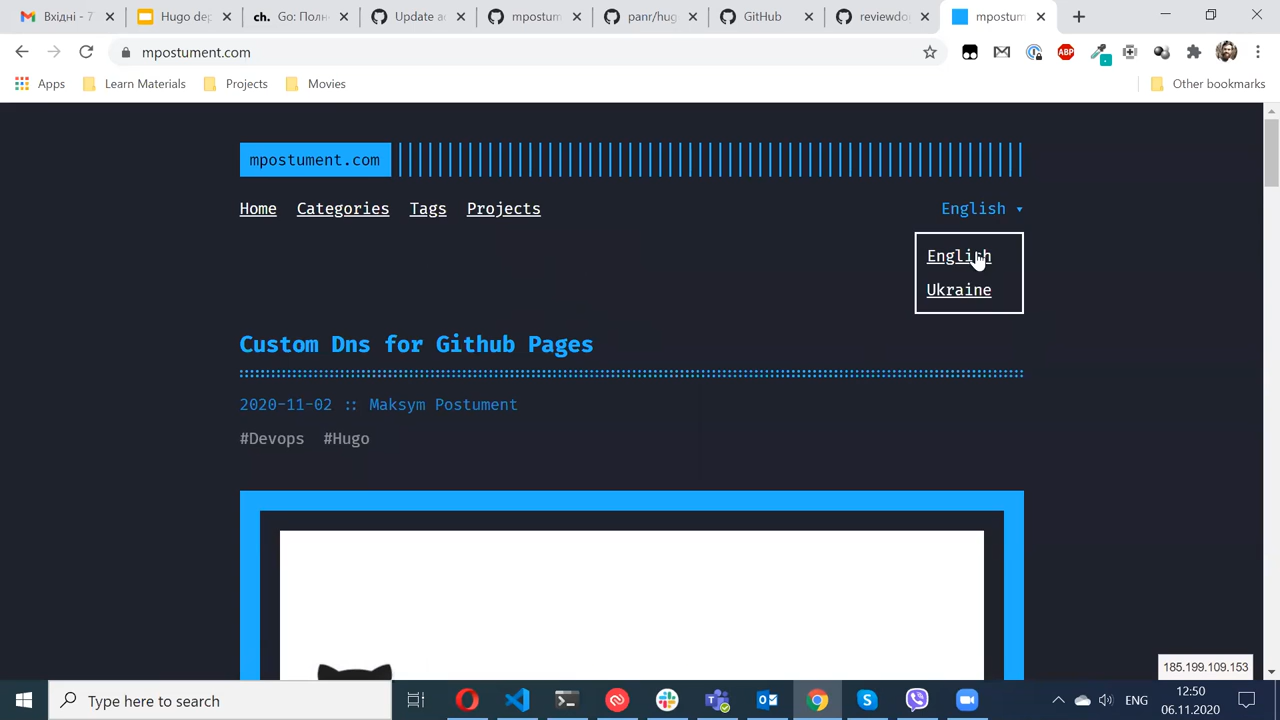 Вхідні - 7
Hugo dep
ch. Go: Полн
Update a
mpostum
panr/hug
GitHub
reviewdo
mpostum
mpostument.com
ABP
Apps
Learn Materials
Projects
Movies
Other bookmarks
mpostument.com
Home Categories Tags Projects
English
English
Ukraine
Custom Dns for Github Pages
2020-11-02 :: Maksym Postument
#Devops #Hugo
185.199.109.153
Type here to search
ENG
12:50
06.11.2020